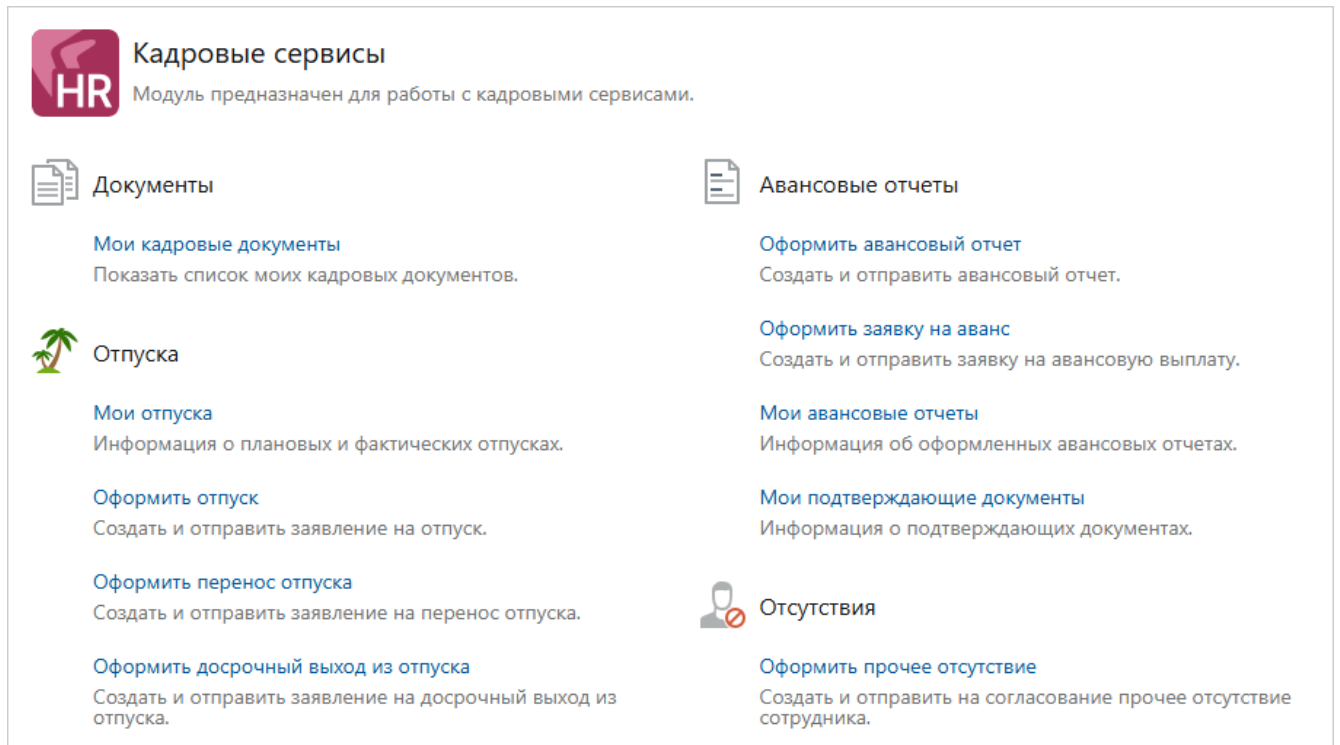 HR
Кадровые сервисы
Модуль предназначен для работы с кадровыми сервисами.
Документы
Мои кадровые документы
Показать список моих кадровых документов.
Отпуска
Мои отпуска
Информация о плановых и фактических отпусках.
Оформить отпуск
Создать и отправить заявление на отпуск.
Оформить перенос отпуска
Создать и отправить заявление на перенос отпуска.
Оформить досрочный выход из отпуска
Создать и отправить заявление на досрочный выход из
отпуска.
Авансовые отчеты
Оформить авансовый отчет
Создать и отправить авансовый отчет.
Оформить заявку на аванс
Создать и отправить заявку на авансовую выплату.
Мои авансовые отчеты
Информация об оформленных авансовых отчетах.
Мои подтверждающие документы
Информация о подтверждающих документах.
Отсутствия
Оформить прочее отсутствие
Создать и отправить на согласование прочее отсутствие
сотрудника.